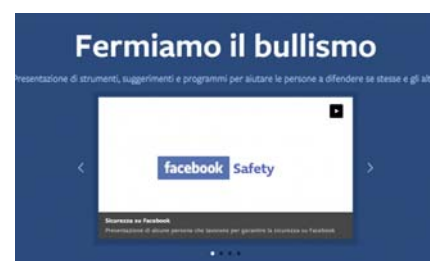 Fermiamo il bullismo
Presentazione di strumenti, suggerimenti e programmi per aiutare le persone a difendere se stesse e gli alt
facebook Safety
Sicurezza su Facebook
Presentazione di alcune persone che lavorano per garantire la sicurezza su Facebook